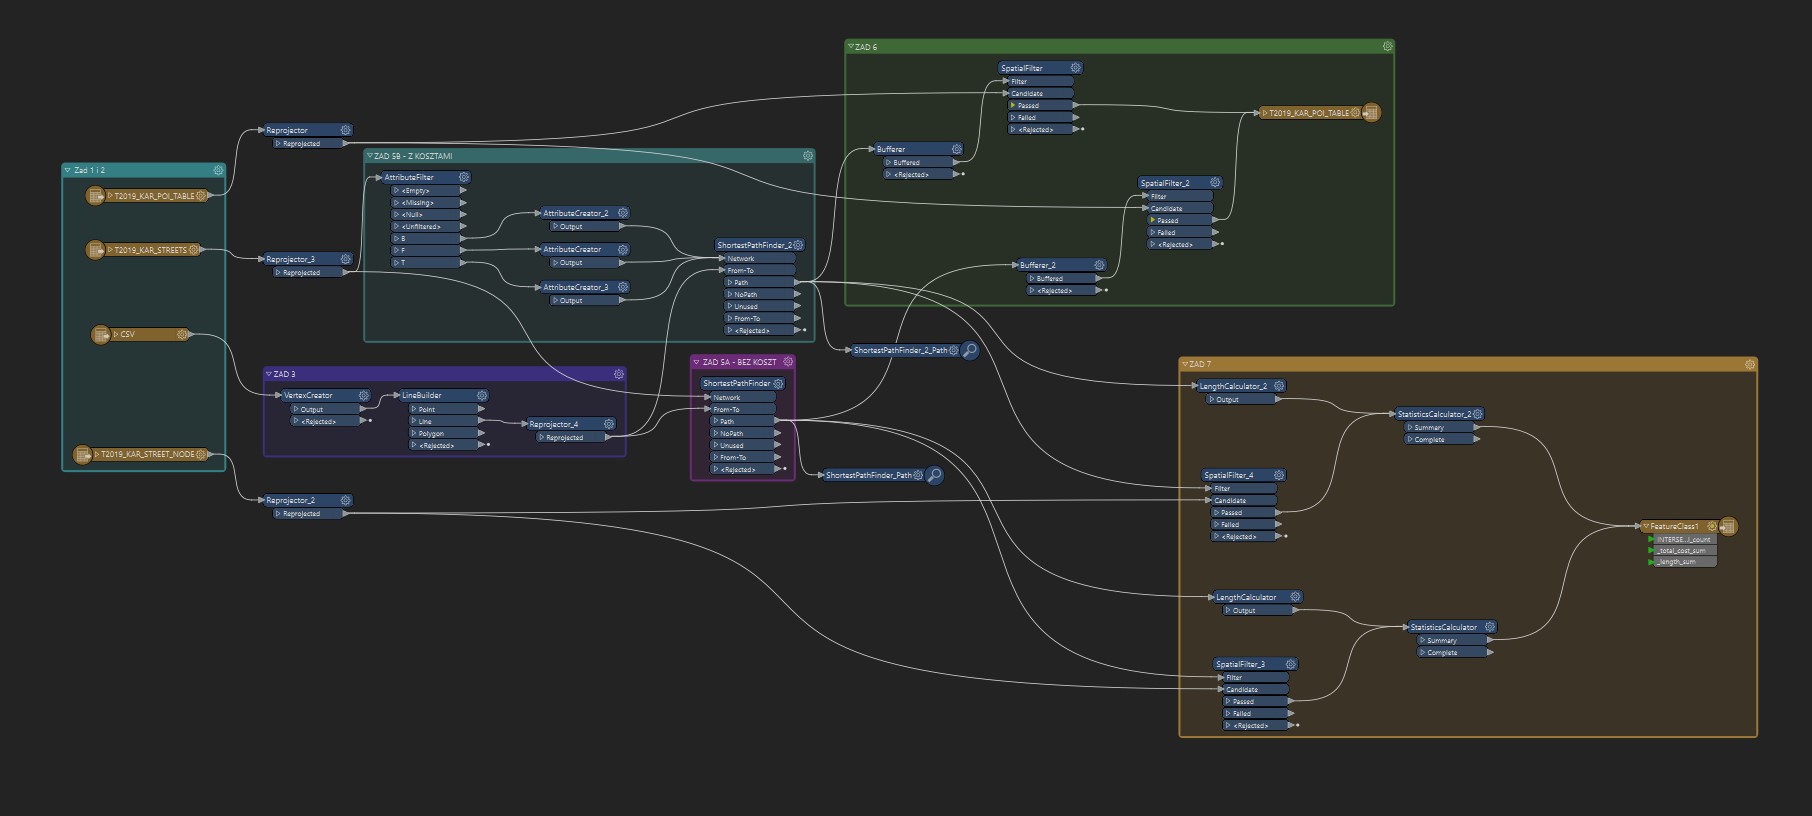 Zad 1 i 2
T2019_KAR_POI_TABLE
T2019_KAR_STREETS
CSV
T2019_KAR_STREET_NODE
Reprojector
Reprojected
Reprojector_3
Reprojected
Reprojector_2
Reprojected
ZAD 5B - Z KOSZTAMI
AttributeFilter
<Empty>
<Missing>
<Null>
<Unfiltered>
B
F
T
AttributeCreator_2
Output
AttributeCreator
Output
AttributeCreator_3
Output
ShortestPathFinder_2
Network
From-To
Path
NoPath
Unused
From-To
<Rejected>
ZAD 3
VertexCreator
Output
<Rejected>
LineBuilder
Point
Line
Polygon
<Rejected>
Reprojector_4
Reprojected
ZAD 5A - BEZ KOSZT
ShortestPathFinder
Network
From-To
Path
NoPath
Unused
From-To
<Rejected>
ShortestPathFinder_2_Path
ShortestPathFinder_Path
ZAD 6
SpatialFilter
Filter
Candidate
Passed
Failed
<Rejected>
Bufferer
Buffered
<Rejected>
SpatialFilter_2
Filter
Candidate
Passed
Failed
<Rejected>
Bufferer_2
Buffered
<Rejected>
T2019_KAR_POI_TABLE
ZAD 7
LengthCalculator_2
Output
StatisticsCalculator_2
Summary
Complete
SpatialFilter_4
Filter
Candidate
Passed
Failed
<Rejected>
LengthCalculator
Output
StatisticsCalculator
Summary
Complete
SpatialFilter_3
Filter
Candidate
Passed
Failed
<Rejected>
FeatureClass1
INTERSE...l_count
_total_cost_sum
_length_sum